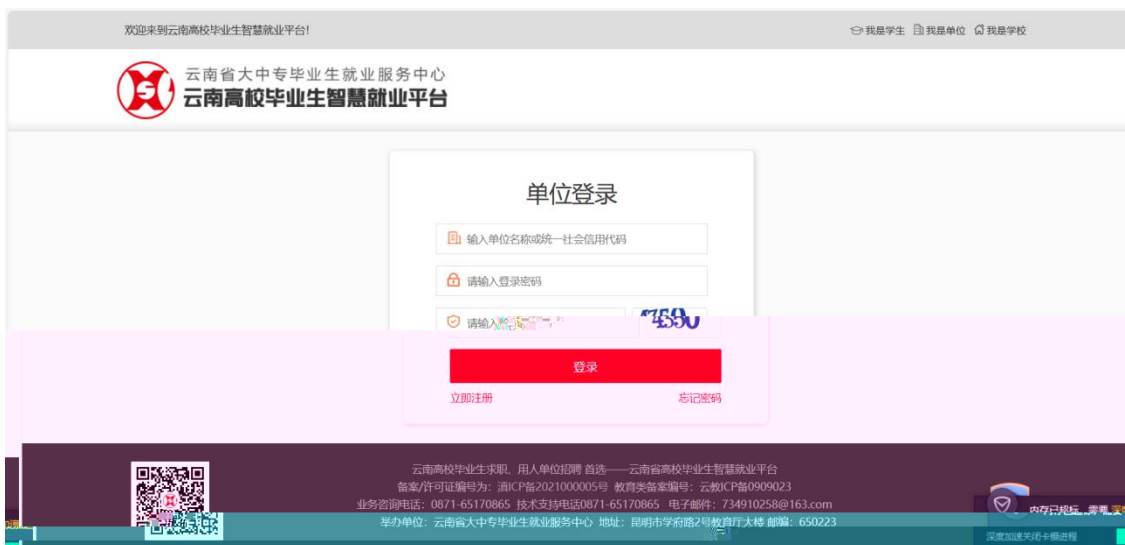 欢迎来到云南高校毕业生智慧就业平台！
我是学生 我是单位 我是学校
云南省大中专毕业生就业服务中心
云南高校毕业生智慧就业平台
单位登录
输入单位名称或统一社会信用代码
请输入登录密码
请输入
登录
立即注册 忘记密码
云南高校毕业生求职、用人单位招聘 首选——云南省高校毕业生智慧就业平台
备案/许可证编号为：滇ICP备2021000005号 教育类备案编号：云教ICP备0909023
业务咨询电话：0871-65170865 技术支持电话0871-65170865 电子邮件：734910258@163.com
举办单位：云南省大中专毕业生就业服务中心 地址：昆明市学府路2号教育厅大楼 邮编：650223
内存已超标，需要
深度加速关闭卡慢进程